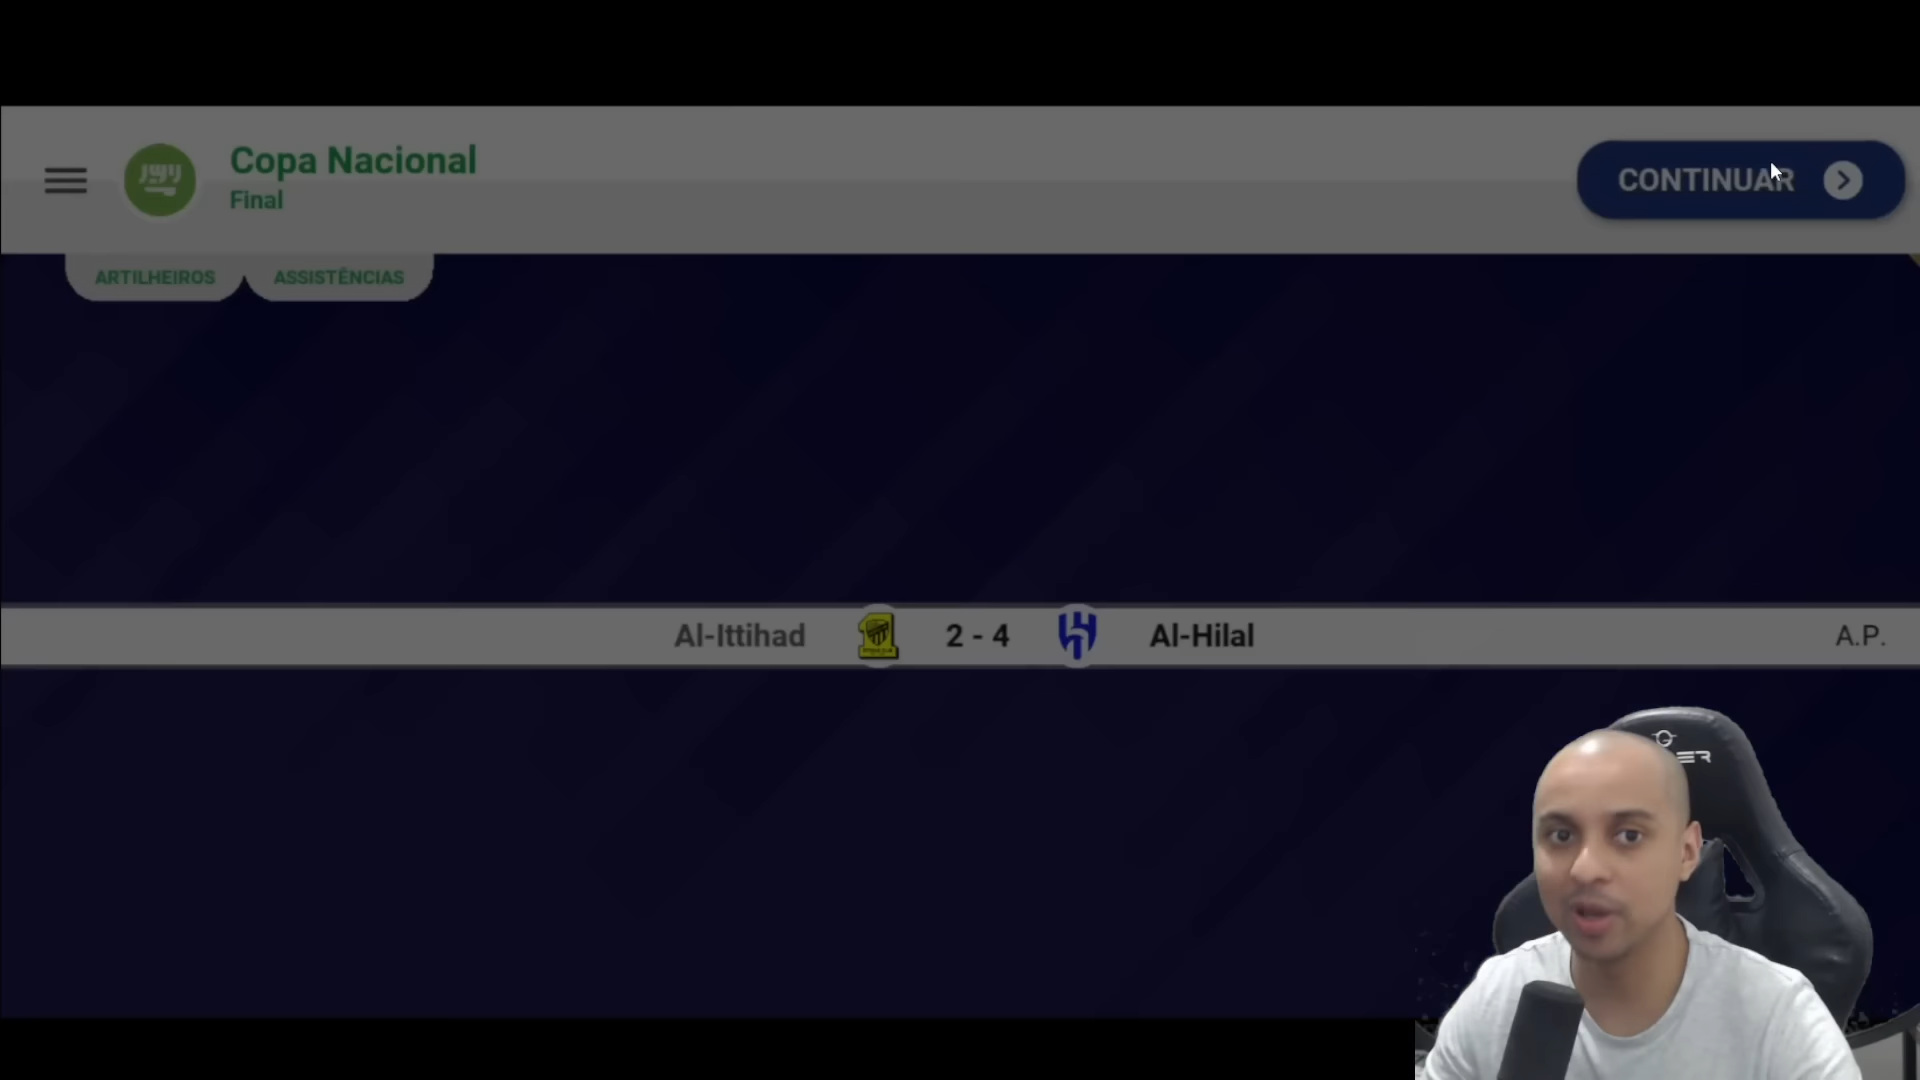 Copa Nacional
Final
CONTINUAR
ARTILHEIROS
ASSISTÊNCIAS
Al-Ittihad 2 - 4 Al-Hilal A.P.